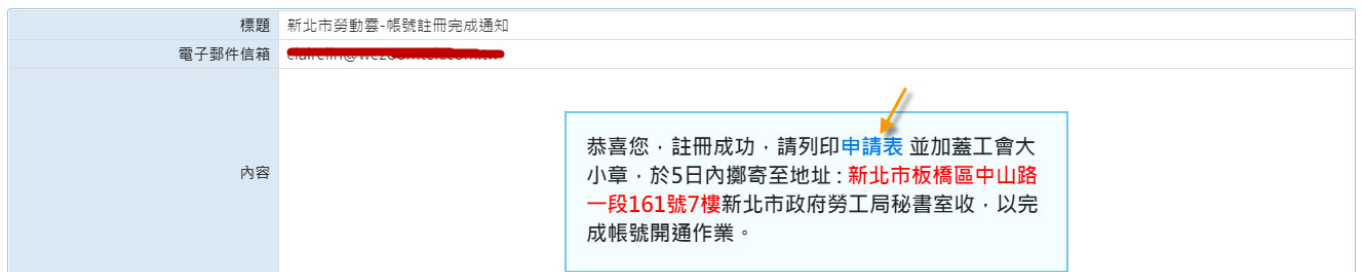 標題 新北市勞動雲-帳號註冊完成通知
電子郵件信箱
內容
恭喜您，註冊成功，請列印申請表 並加蓋工會大
小章，於5日內擲寄至地址：新北市板橋區中山路
一段161號7樓新北市政府勞工局秘書室收，以完
成帳號開通作業。